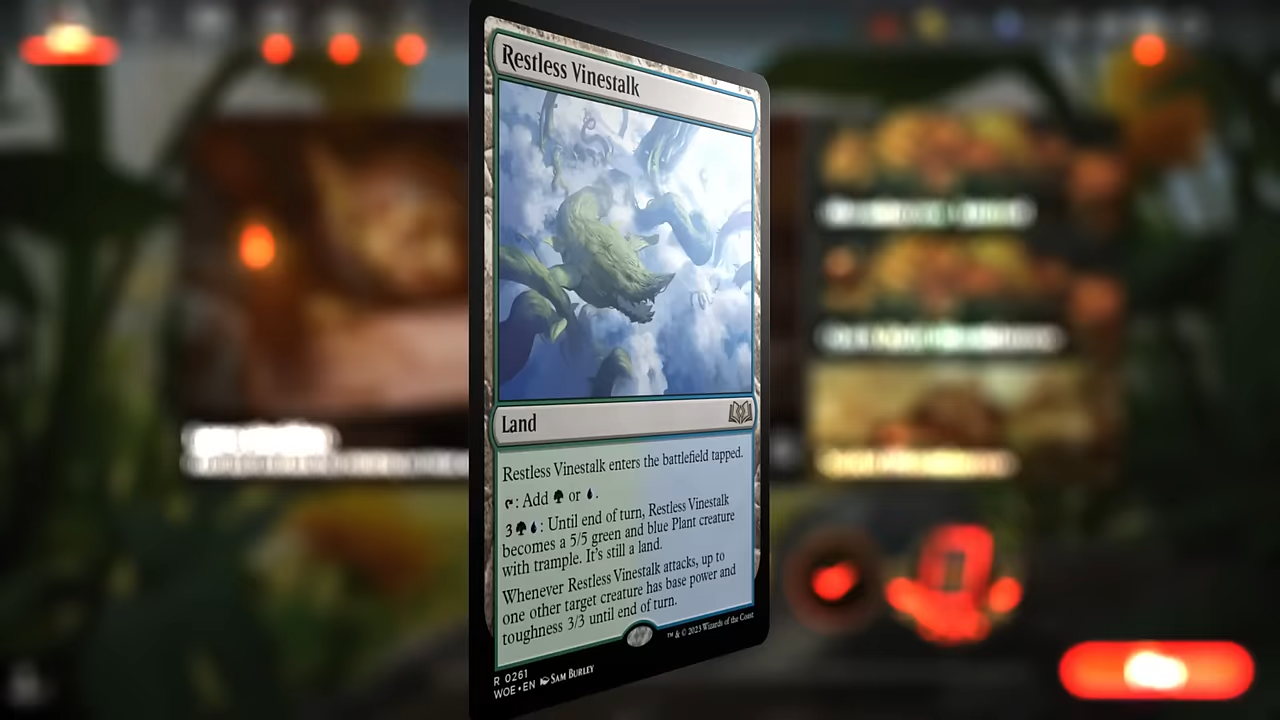 Restless Vinestalk
Land
Restless Vinestalk enters the battlefield tapped.
: Add or .
3 : Until end of turn, Restless Vinestalk
becomes a 5/5 green and blue Plant creature
with trample. It's still a land.
Whenever Restless Vinestalk attacks, up to
one other target creature has base power and
toughness 3/3 until end of turn.
™ & © 2023 Wizards of the Coast
R 0261
WOE • EN SAM BURLEY